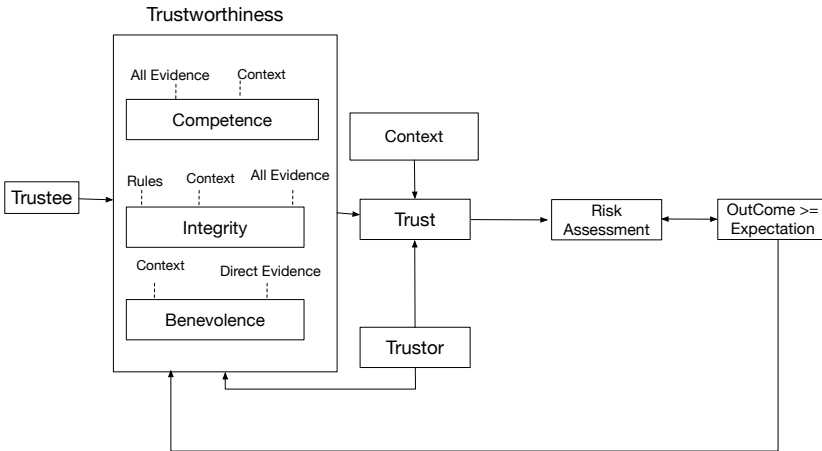 Trustworthiness
All Evidence
Context
Competence
Rules
Context
All Evidence
Integrity
Context
Direct Evidence
Benevolence
Trustee
Context
Trust
Trustor
Risk
Assessment
OutCome >=
Expectation